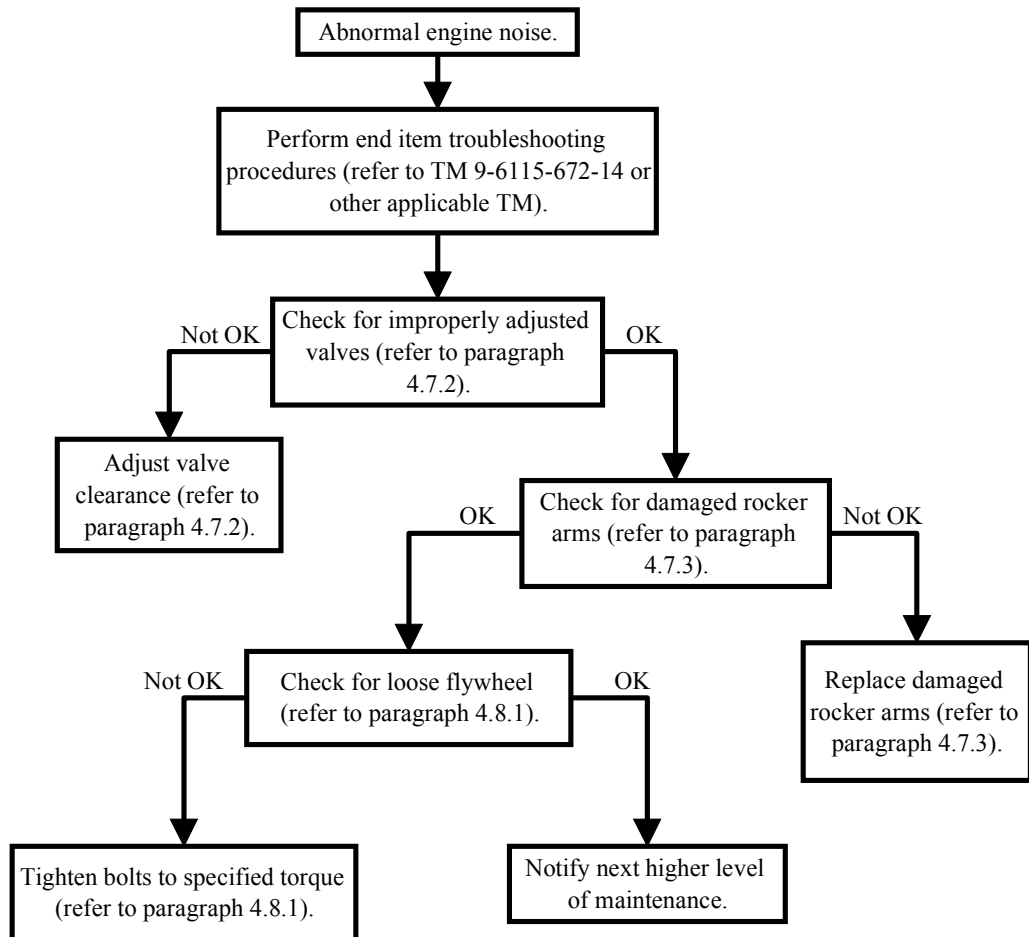 Abnormal engine noise.
Perform end item troubleshooting
procedures (refer to TM 9-6115-672-14 or
other applicable TM).
Not OK
Check for improperly adjusted
valves (refer to paragraph
4.7.2).
OK
Adjust valve
clearance (refer to
paragraph 4.7.2).
OK
Check for damaged rocker
arms (refer to paragraph
4.7.3).
Not OK
Not OK
Check for loose flywheel
(refer to paragraph 4.8.1).
OK
Replace damaged
rocker arms (refer to
paragraph 4.7.3).
Tighten bolts to specified torque
(refer to paragraph 4.8.1).
Notify next higher level
of maintenance.